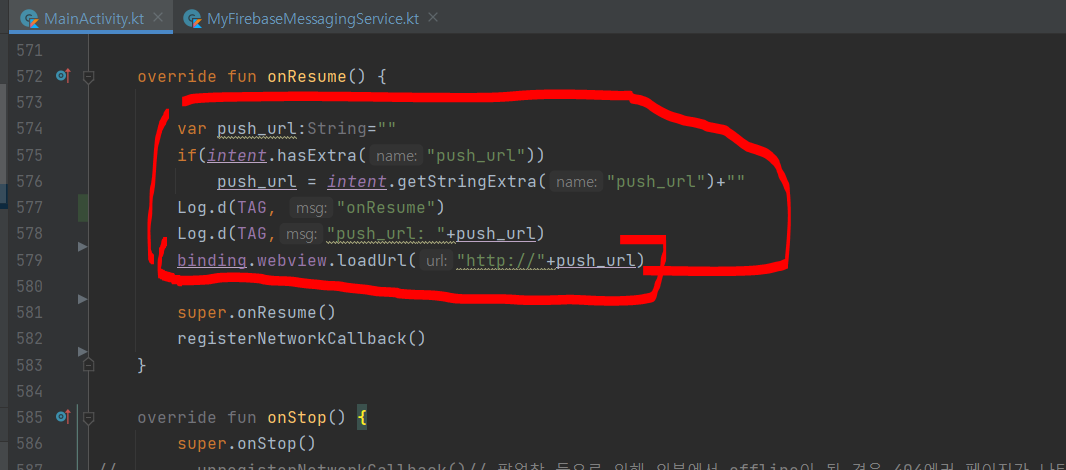 MainActivity.kt
MyFirebaseMessagingService.kt
571
572 override fun onResume() {
573
574 var push_url:String=""
575 if(intent.hasExtra( name: "push_url"))
576 push_url = intent.getStringExtra( name: "push_url")+""
577 Log.d(TAG, msg: "onResume")
578 Log.d(TAG, msg: "push_url: "+push_url)
579 binding.webview.loadUrl( url: "http://"+push_url)
580
581 super.onResume()
582 registerNetworkCallback()
583 }
584
585 override fun onStop() {
586 super.onStop()